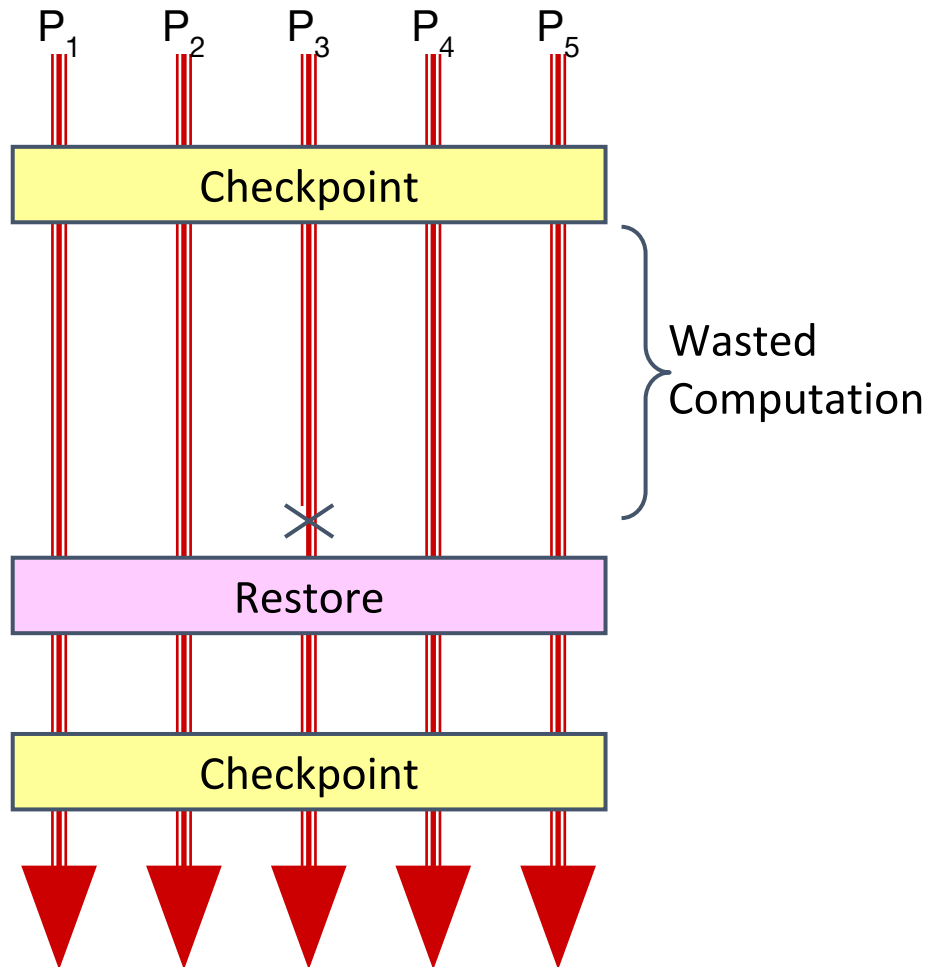 P1 P2 P3 P4 P5
Checkpoint
Wasted
Computation
Restore
Checkpoint